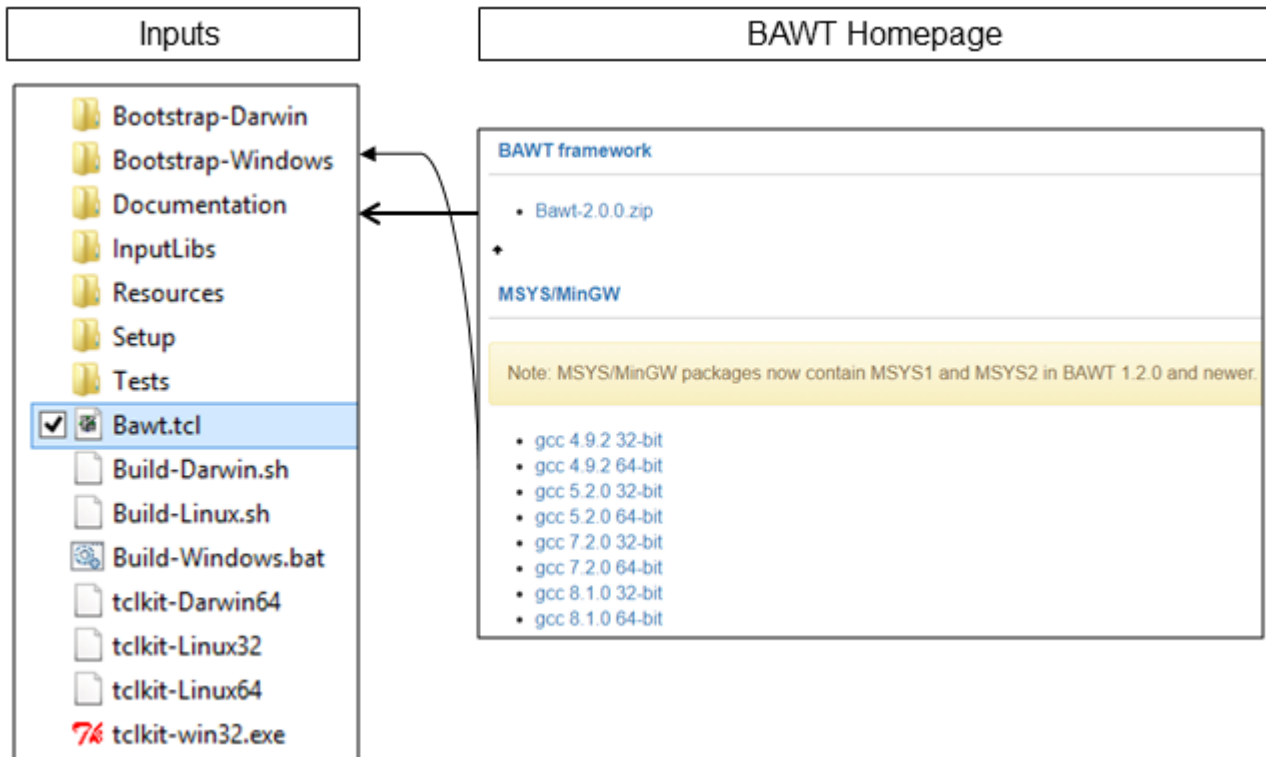 Inputs
BAWT Homepage
Bootstrap-Darwin
Bootstrap-Windows
Documentation
InputLibs
Resources
Setup
Tests
Bawt.tcl
Build-Darwin.sh
Build-Linux.sh
Build-Windows.bat
tclkit-Darwin64
tclkit-Linux32
tclkit-Linux64
tclkit-win32.exe
BAWT framework
Bawt-2.0.0.zip
MSYS/MinGW
Note: MSYS/MinGW packages now contain MSYS1 and MSYS2 in BAWT 1.2.0 and newer.
gcc 4.9.2 32-bit
gcc 4.9.2 64-bit
gcc 5.2.0 32-bit
gcc 5.2.0 64-bit
gcc 7.2.0 32-bit
gcc 7.2.0 64-bit
gcc 8.1.0 32-bit
gcc 8.1.0 64-bit